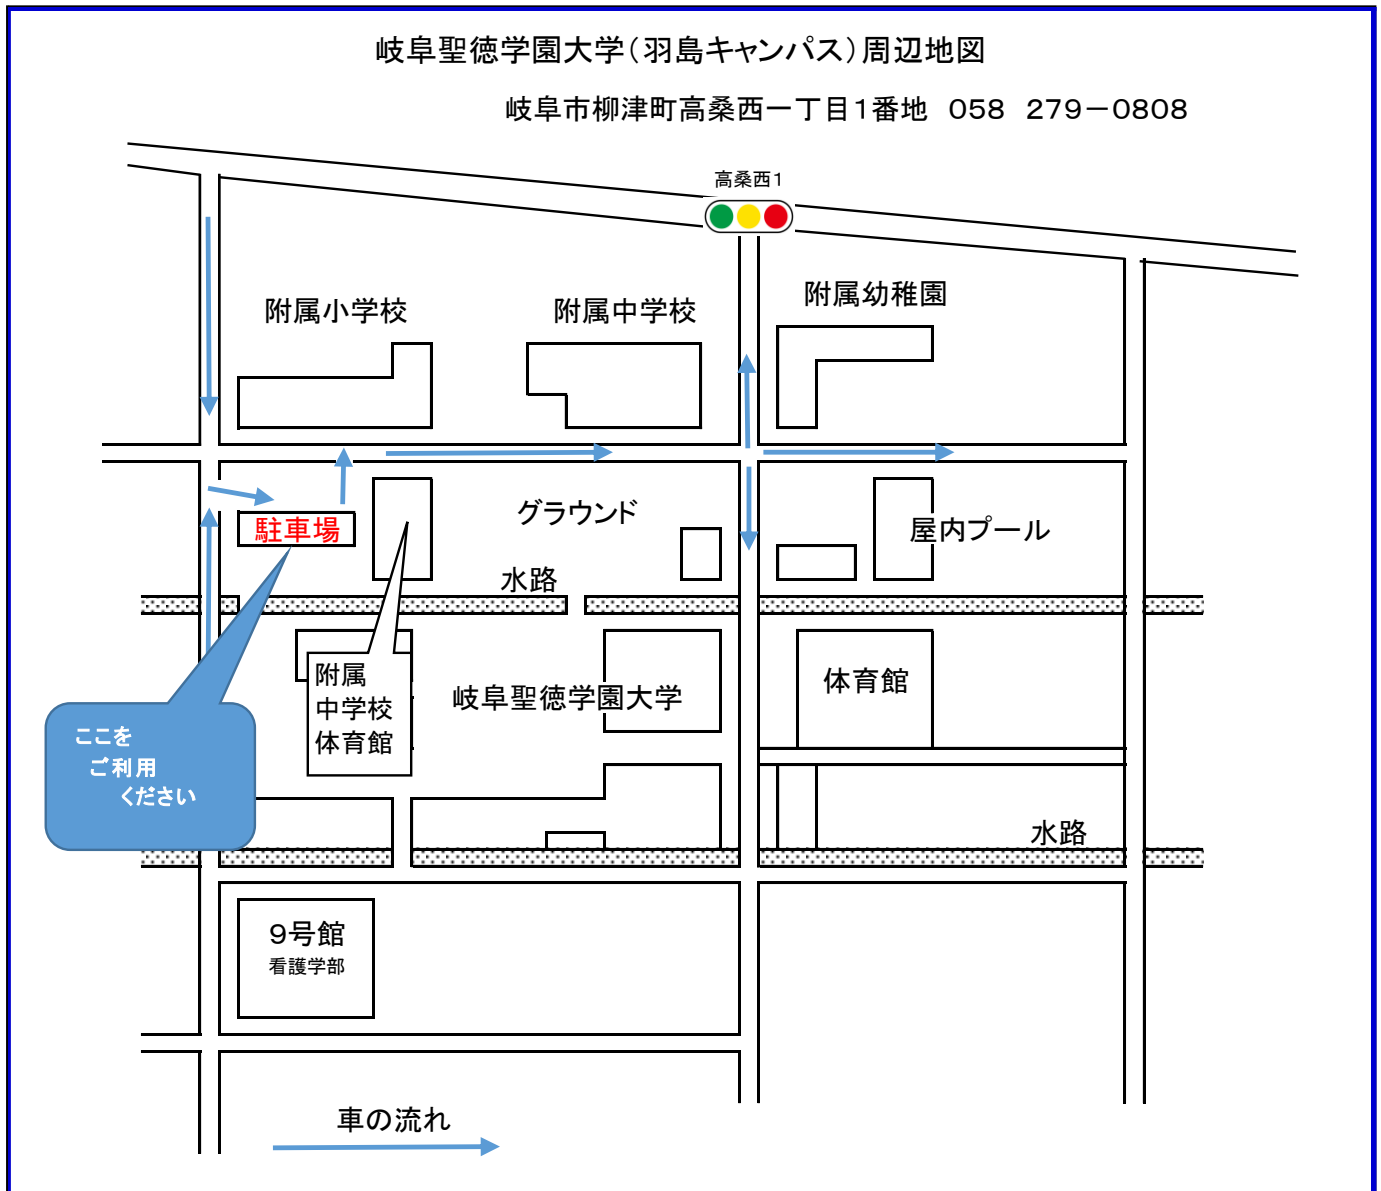 岐阜聖徳学園大学（羽島キャンパス）周辺地図
岐阜市柳津町高桑西一丁目１番地　０５８　２７９－０８０８
高桑西１
附属小学校
附属中学校
附属幼稚園
駐車場
グラウンド
屋内プール
水路
附属
中学校
体育館
岐阜聖徳学園大学
体育館
ここを
ご利用
ください
水路
９号館
看護学部
車の流れ